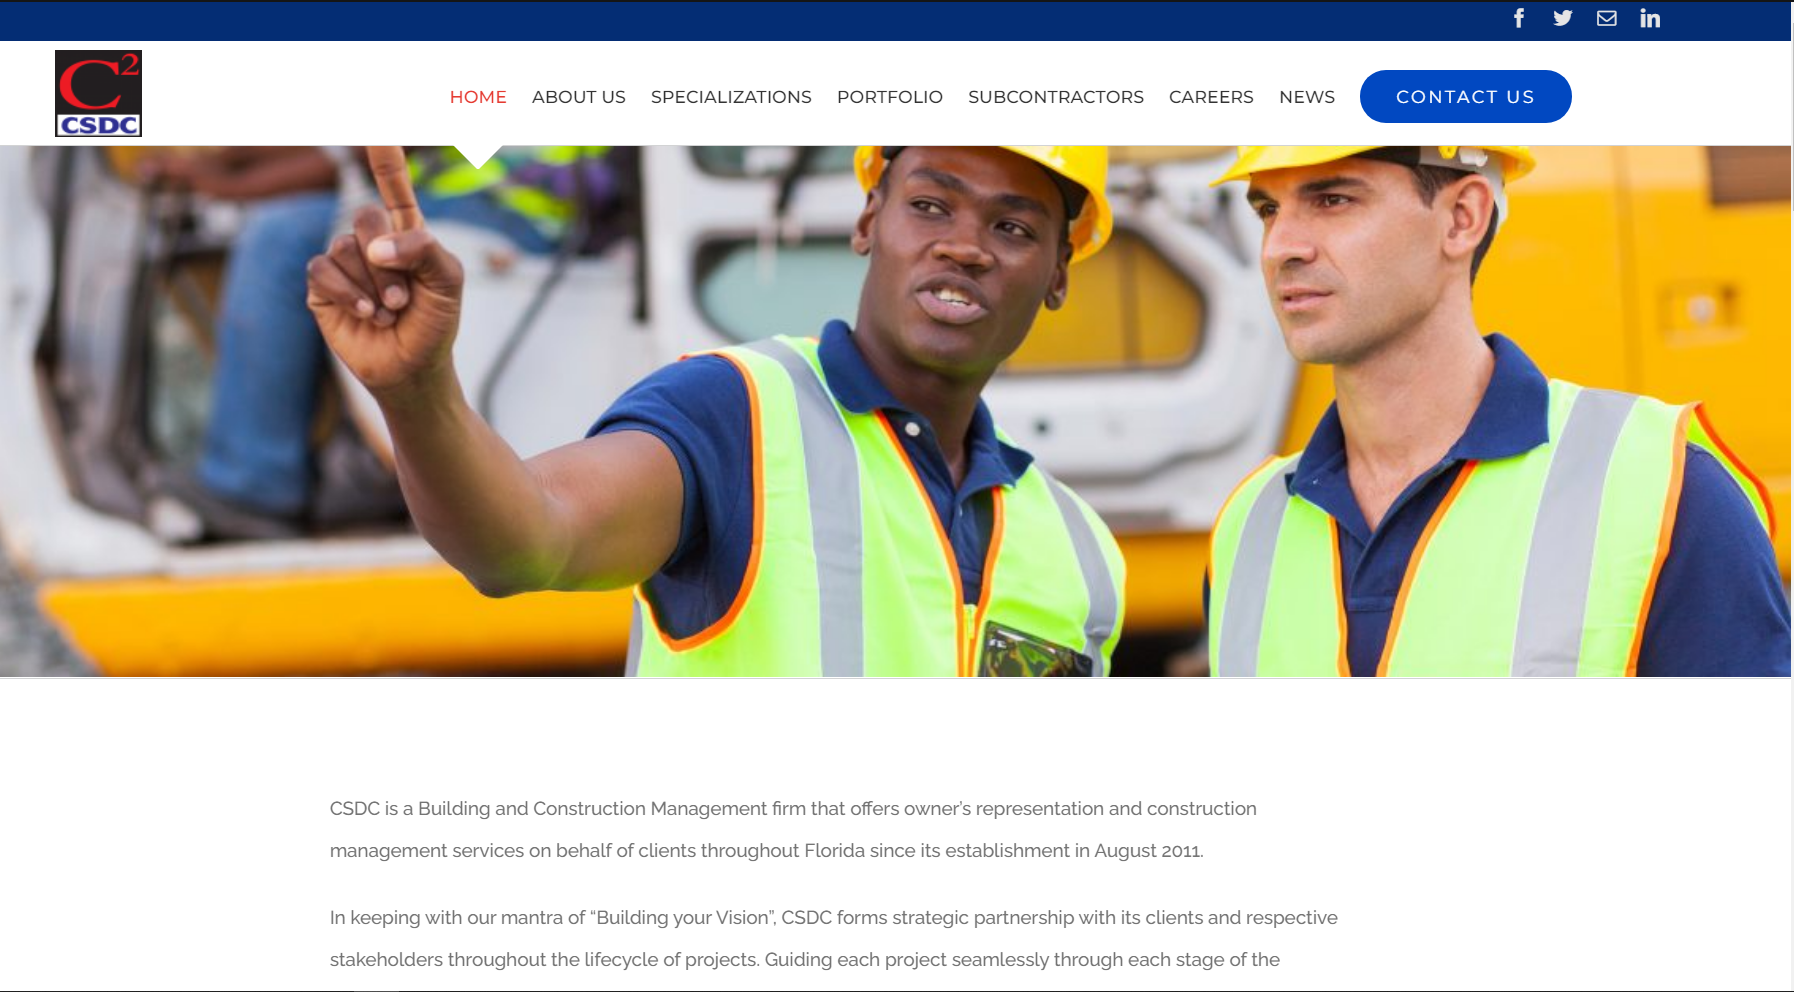 C2
CSDC
HOME ABOUT US SPECIALIZATIONS PORTFOLIO SUBCONTRACTORS CAREERS NEWS CONTACT US
CSDC is a Building and Construction Management firm that offers owner’s representation and construction
management services on behalf of clients throughout Florida since its establishment in August 2011.
In keeping with our mantra of “Building your Vision”, CSDC forms strategic partnership with its clients and respective
stakeholders throughout the lifecycle of projects. Guiding each project seamlessly through each stage of the